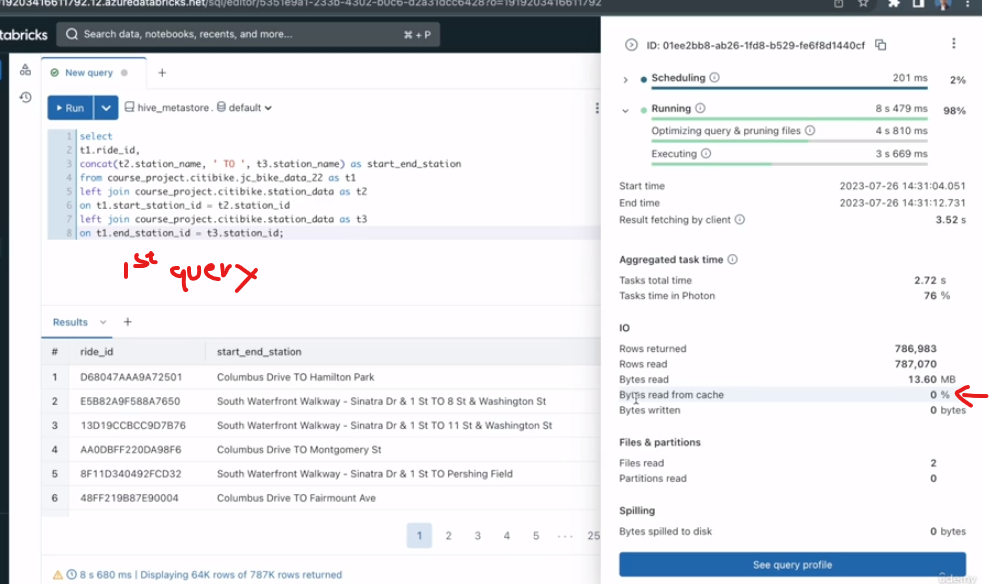 19203416611792.12.azuredatabricks.net/sql/editor/5351e9a1-233b-4302-b0c6-d2a31dcc6428?o=1919203416611792
tabricks
Search data, notebooks, recents, and more...
⌘ + P
New query
+
Run
hive_metastore . default
1 select
2 t1.ride_id,
3 concat(t2.station_name, ' TO ', t3.station_name) as start_end_station
4 from course_project.citibike.jc_bike_data_22 as t1
5 left join course_project.citibike.station_data as t2
6 on t1.start_station_id = t2.station_id
7 left join course_project.citibike.station_data as t3
8 on t1.end_station_id = t3.station_id;
1st query
Results
+
# ride_id start_end_station
1 D68047AAA9A72501 Columbus Drive TO Hamilton Park
2 E5B82A9F588A7650 South Waterfront Walkway - Sinatra Dr & 1 St TO 8 St & Washington St
3 13D19CCBCC9D7B76 South Waterfront Walkway - Sinatra Dr & 1 St TO 11 St & Washington St
4 AA0DBFF220DA98F6 Columbus Drive TO Montgomery St
5 8F11D340492FCD32 South Waterfront Walkway - Sinatra Dr & 1 St TO Pershing Field
6 48FF219B87E90004 Columbus Drive TO Fairmount Ave
1 2 3 4 5 ... 25
8 s 680 ms | Displaying 64K rows of 787K rows returned
ID: 01ee2bb8-ab26-1fd8-b529-fe6f8d1440cf
Scheduling 201 ms 2%
Running 8 s 479 ms 98%
Optimizing query & pruning files 4 s 810 ms
Executing 3 s 669 ms
Start time 2023-07-26 14:31:04.051
End time 2023-07-26 14:31:12.731
Result fetching by client 3.52 s
Aggregated task time
Tasks total time 2.72 s
Tasks time in Photon 76 %
IO
Rows returned 786,983
Rows read 787,070
Bytes read 13.60 MB
Bytes read from cache 0 %
Bytes written 0 bytes
Files & partitions
Files read 2
Partitions read 0
Spilling
Bytes spilled to disk 0 bytes
See query profile
Udemy